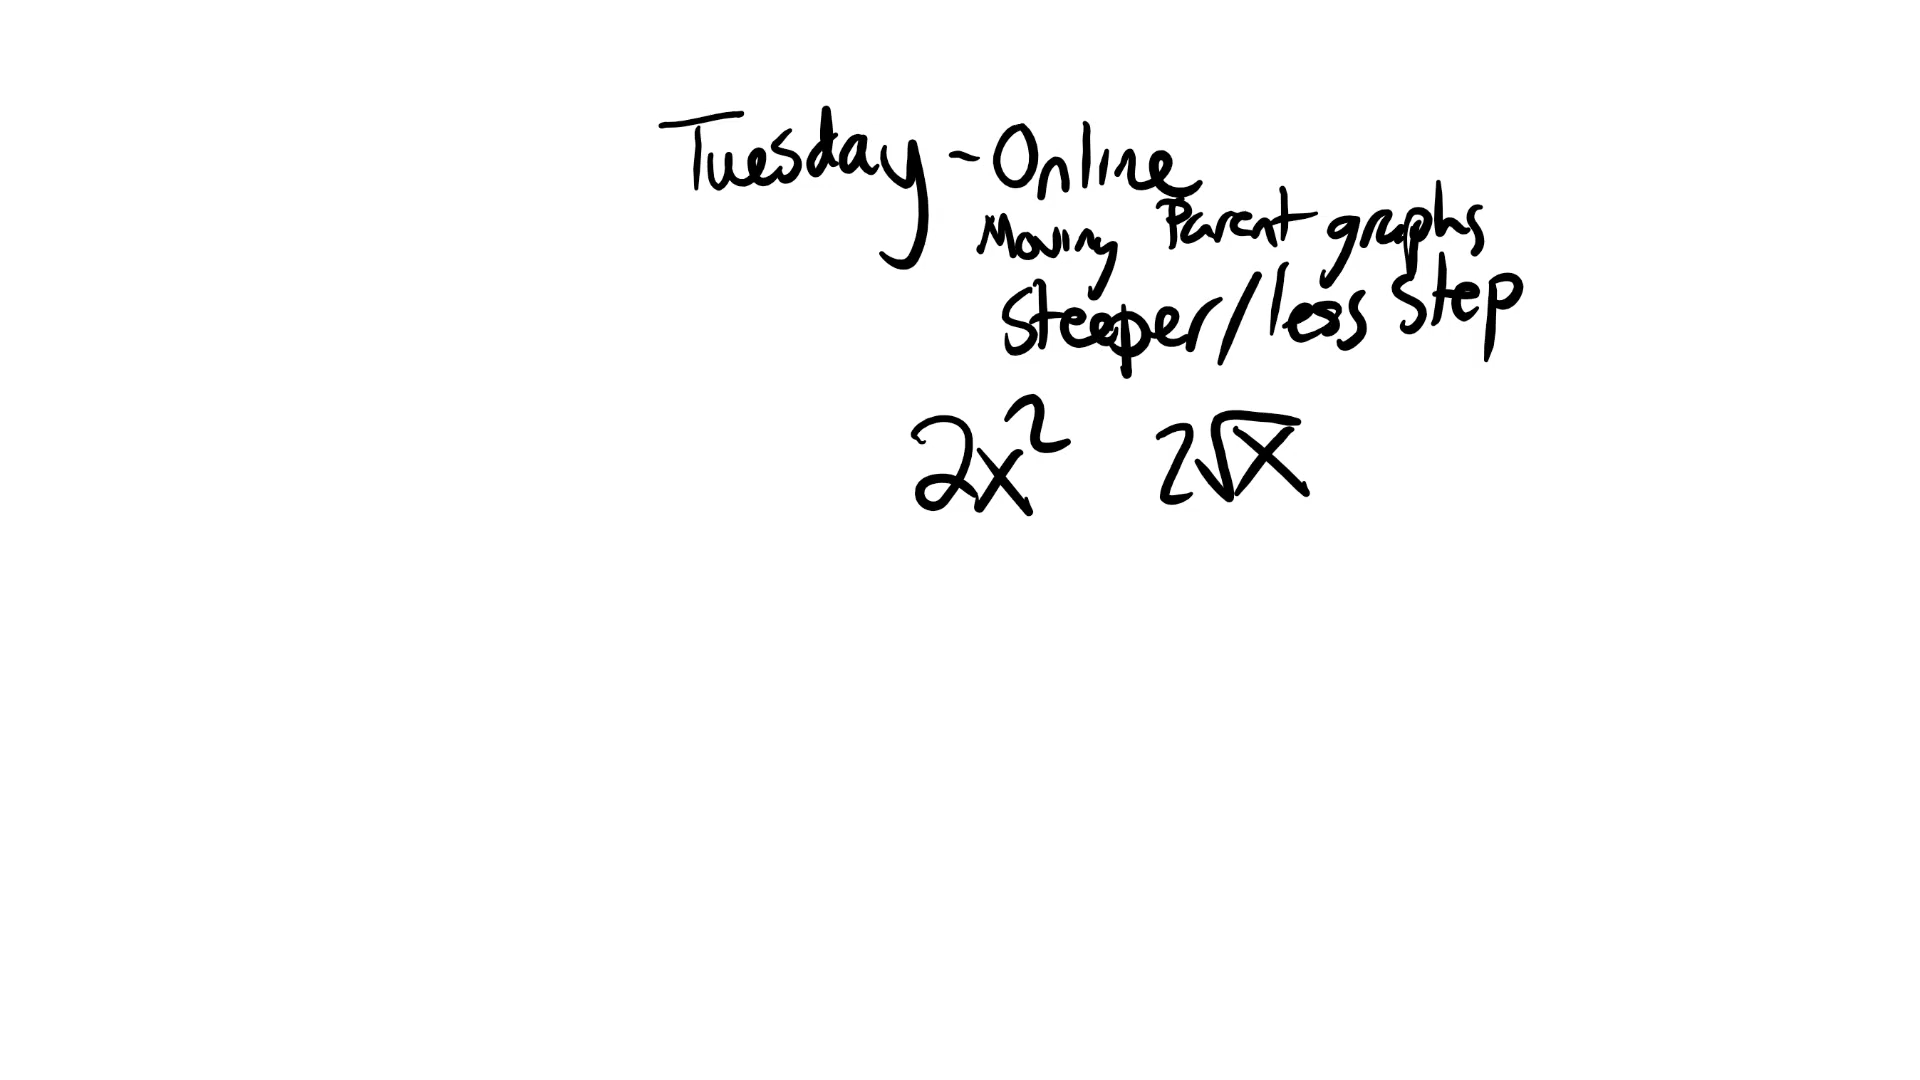 Tuesday - Online
Moving Parent graphs
Steeper/less step
2x² 2√x